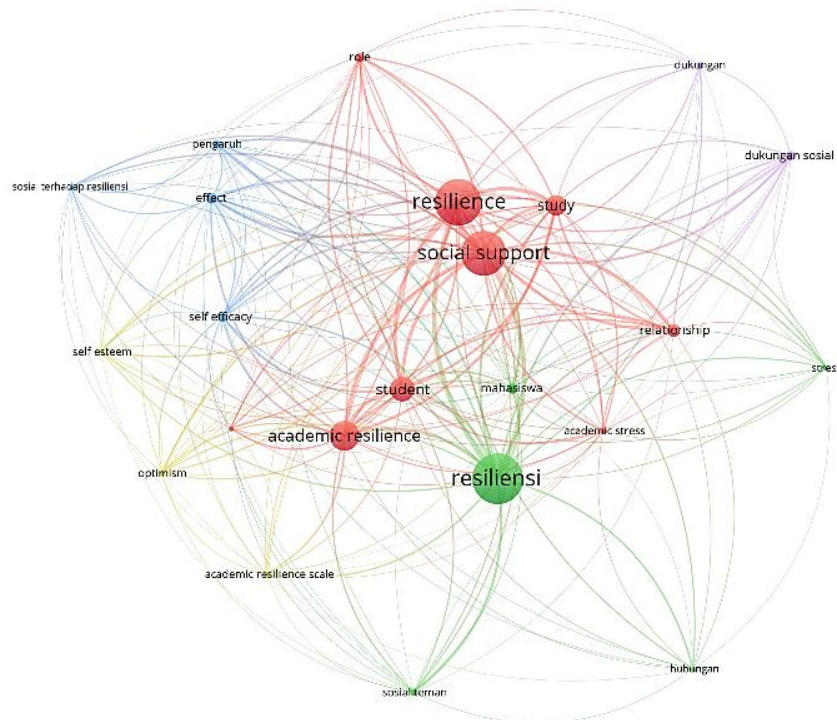 role
dukungan
pengaruh
dukungan sosial
sosial terhadap resiliensi
effect
resilience
study
social support
self efficacy
relationship
self esteem
stres
student
mahasiswa
academic resilience
academic stress
optimism
resiliensi
academic resilience scale
hubungan
sosial teman